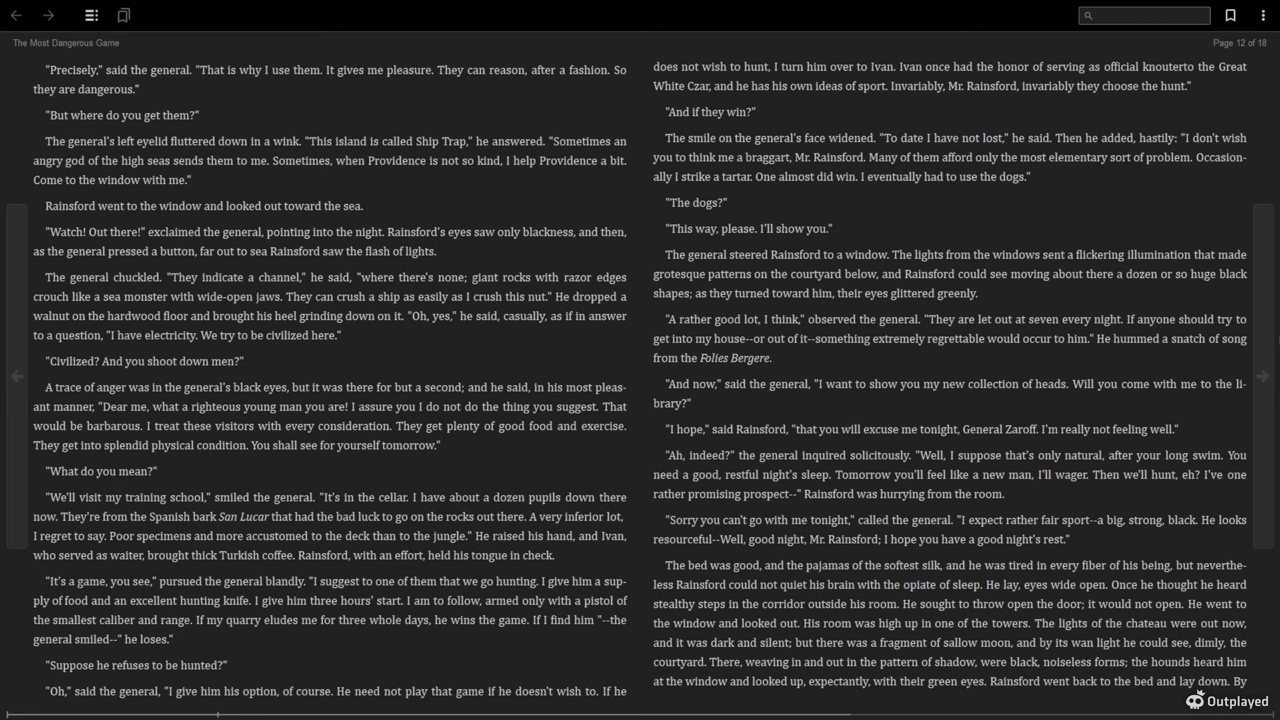 The Most Dangerous Game
Page 12 of 18
"Precisely," said the general. "That is why I use them. It gives me pleasure. They can reason, after a fashion. So
they are dangerous."
"But where do you get them?"
The general's left eyelid fluttered down in a wink. "This island is called Ship Trap," he answered. "Sometimes an
angry god of the high seas sends them to me. Sometimes, when Providence is not so kind, I help Providence a bit.
Come to the window with me."
Rainsford went to the window and looked out toward the sea.
"Watch! Out there!" exclaimed the general, pointing into the night. Rainsford's eyes saw only blackness, and then,
as the general pressed a button, far out to sea Rainsford saw the flash of lights.
The general chuckled. "They indicate a channel," he said, "where there's none; giant rocks with razor edges
crouch like a sea monster with wide-open jaws. They can crush a ship as easily as I crush this nut." He dropped a
walnut on the hardwood floor and brought his heel grinding down on it. "Oh, yes," he said, casually, as if in answer
to a question, "I have electricity. We try to be civilized here."
"Civilized? And you shoot down men?"
A trace of anger was in the general's black eyes, but it was there for but a second; and he said, in his most pleas-
ant manner, "Dear me, what a righteous young man you are! I assure you I do not do the thing you suggest. That
would be barbarous. I treat these visitors with every consideration. They get plenty of good food and exercise.
They get into splendid physical condition. You shall see for yourself tomorrow."
"What do you mean?"
"We'll visit my training school," smiled the general. "It's in the cellar. I have about a dozen pupils down there
now. They're from the Spanish bark San Lucar that had the bad luck to go on the rocks out there. A very inferior lot,
I regret to say. Poor specimens and more accustomed to the deck than to the jungle." He raised his hand, and Ivan,
who served as waiter, brought thick Turkish coffee. Rainsford, with an effort, held his tongue in check.
"It's a game, you see," pursued the general blandly. "I suggest to one of them that we go hunting. I give him a sup-
ply of food and an excellent hunting knife. I give him three hours' start. I am to follow, armed only with a pistol of
the smallest caliber and range. If my quarry eludes me for three whole days, he wins the game. If I find him "--the
general smiled--" he loses."
"Suppose he refuses to be hunted?"
"Oh," said the general, "I give him his option, of course. He need not play that game if he doesn't wish to. If he
does not wish to hunt, I turn him over to Ivan. Ivan once had the honor of serving as official knouterto the Great
White Czar, and he has his own ideas of sport. Invariably, Mr. Rainsford, invariably they choose the hunt."
"And if they win?"
The smile on the general's face widened. "To date I have not lost," he said. Then he added, hastily: "I don't wish
you to think me a braggart, Mr. Rainsford. Many of them afford only the most elementary sort of problem. Occasion-
ally I strike a tartar. One almost did win. I eventually had to use the dogs."
"The dogs?"
"This way, please. I'll show you."
The general steered Rainsford to a window. The lights from the windows sent a flickering illumination that made
grotesque patterns on the courtyard below, and Rainsford could see moving about there a dozen or so huge black
shapes; as they turned toward him, their eyes glittered greenly.
"A rather good lot, I think," observed the general. "They are let out at seven every night. If anyone should try to
get into my house--or out of it--something extremely regrettable would occur to him." He hummed a snatch of song
from the Folies Bergere.
"And now," said the general, "I want to show you my new collection of heads. Will you come with me to the li-
brary?"
"I hope," said Rainsford, "that you will excuse me tonight, General Zaroff. I'm really not feeling well."
"Ah, indeed?" the general inquired solicitously. "Well, I suppose that's only natural, after your long swim. You
need a good, restful night's sleep. Tomorrow you'll feel like a new man, I'll wager. Then we'll hunt, eh? I've one
rather promising prospect--" Rainsford was hurrying from the room.
"Sorry you can't go with me tonight," called the general. "I expect rather fair sport--a big, strong, black. He looks
resourceful--Well, good night, Mr. Rainsford; I hope you have a good night's rest."
The bed was good, and the pajamas of the softest silk, and he was tired in every fiber of his being, but neverthe-
less Rainsford could not quiet his brain with the opiate of sleep. He lay, eyes wide open. Once he thought he heard
stealthy steps in the corridor outside his room. He sought to throw open the door; it would not open. He went to
the window and looked out. His room was high up in one of the towers. The lights of the chateau were out now,
and it was dark and silent; but there was a fragment of sallow moon, and by its wan light he could see, dimly, the
courtyard. There, weaving in and out in the pattern of shadow, were black, noiseless forms; the hounds heard him
at the window and looked up, expectantly, with their green eyes. Rainsford went back to the bed and lay down. By
Outplayed